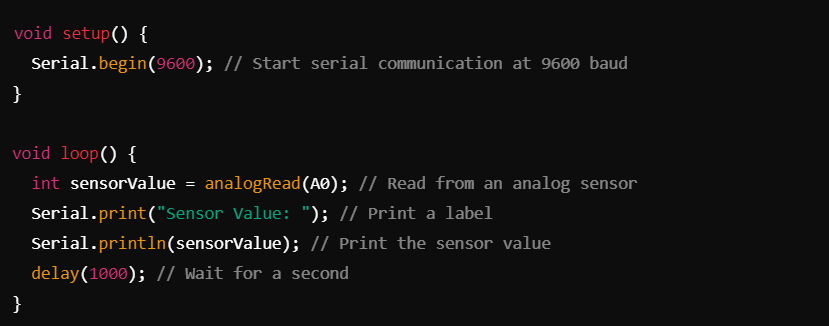 void setup() {
  Serial.begin(9600); // Start serial communication at 9600 baud
}

void loop() {
  int sensorValue = analogRead(A0); // Read from an analog sensor
  Serial.print("Sensor Value: "); // Print a label
  Serial.println(sensorValue); // Print the sensor value
  delay(1000); // Wait for a second
}